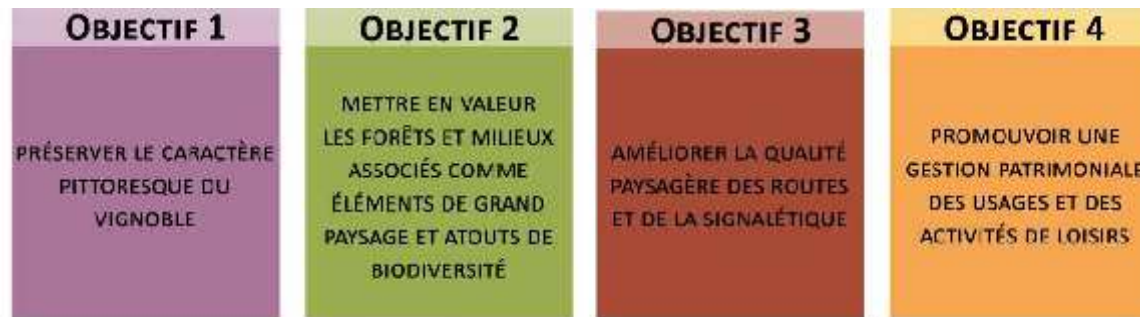 OBJECTIF 1
PRÉSERVER LE CARACTÈRE
PITTORESQUE DU
VIGNOBLE
OBJECTIF 2
METTRE EN VALEUR
LES FORÊTS ET MILIEUX
ASSOCIÉS COMME
ÉLÉMENTS DE GRAND
PAYSAGE ET ATOUTS DE
BIODIVERSITÉ
OBJECTIF 3
AMÉLIORER LA QUALITÉ
PAYSAGÈRE DES ROUTES
ET DE LA SIGNALÉTIQUE
OBJECTIF 4
PROMOUVOIR UNE
GESTION PATRIMONIALE
DES USAGES ET DES
ACTIVITÉS DE LOISIRS